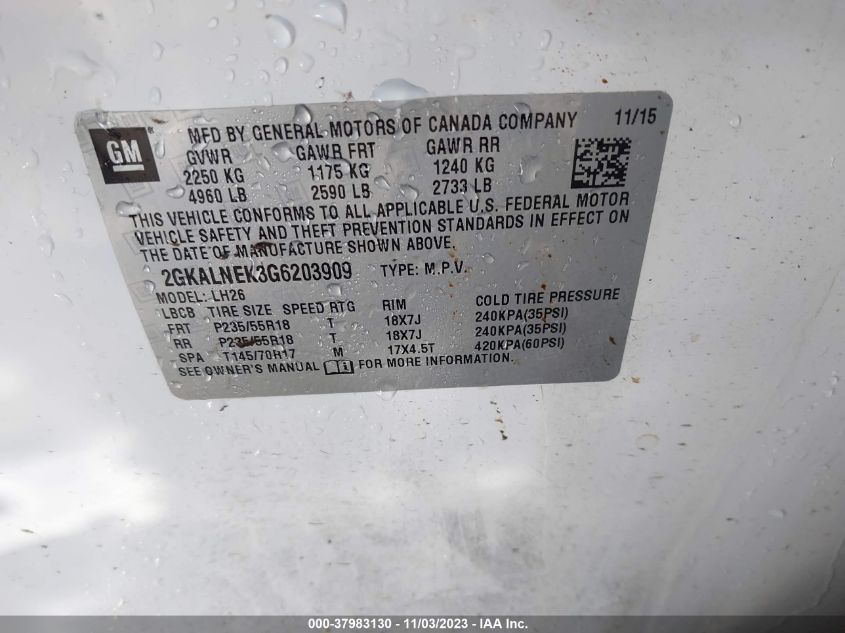 GM ® MFD BY GENERAL MOTORS OF CANADA COMPANY 11/15
GVWR GAWR FRT GAWR RR
2250 KG 1175 KG 1240 KG
4960 LB 2590 LB 2733 LB
THIS VEHICLE CONFORMS TO ALL APPLICABLE U.S. FEDERAL MOTOR
VEHICLE SAFETY AND THEFT PREVENTION STANDARDS IN EFFECT ON
THE DATE OF MANUFACTURE SHOWN ABOVE.
2GKALNEK3G6203909 TYPE: M.P.V.
MODEL: LH26
LBCB TIRE SIZE SPEED RTG RIM COLD TIRE PRESSURE
FRT P235/55R18 T 18X7J 240KPA(35PSI)
RR P235/55R18 T 18X7J 240KPA(35PSI)
SPA T145/70R17 M 17X4.5T 420KPA(60PSI)
SEE OWNER'S MANUAL i FOR MORE INFORMATION.
000-37983130 - 11/03/2023 - IAA Inc.